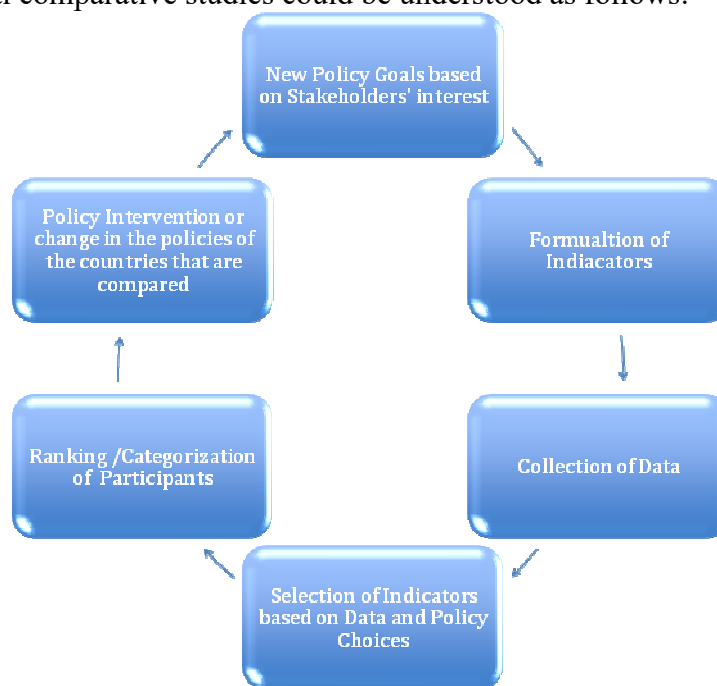 comparative studies could be understood as follows:
New Policy Goals based
on Stakeholders' interest
Formualtion of
Indiacators
Collection of Data
Selection of Indicators
based on Data and Policy
Choices
Ranking /Categorization
of Participants
Policy Intervention or
change in the policies of
the countries that are
compared